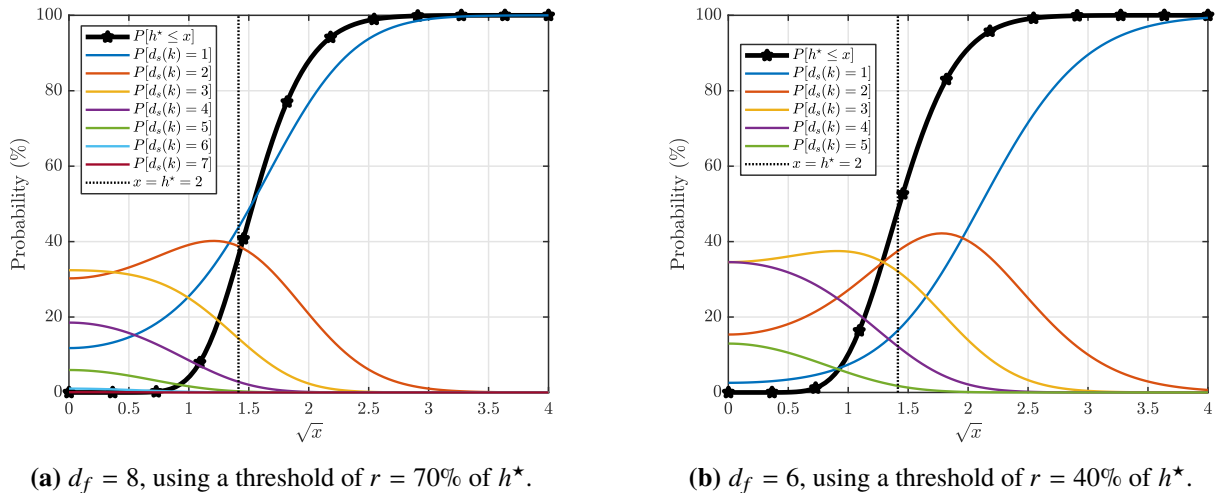 100
80
60
40
20
0
Probability (%)
P[h⋆ ≤ x]
P[d_s(k) = 1]
P[d_s(k) = 2]
P[d_s(k) = 3]
P[d_s(k) = 4]
P[d_s(k) = 5]
P[d_s(k) = 6]
P[d_s(k) = 7]
x = h⋆ = 2
0 0.5 1 1.5 2 2.5 3 3.5 4
√x
(a) d_f = 8, using a threshold of r = 70% of h⋆.
100
80
60
40
20
0
Probability (%)
P[h⋆ ≤ x]
P[d_s(k) = 1]
P[d_s(k) = 2]
P[d_s(k) = 3]
P[d_s(k) = 4]
P[d_s(k) = 5]
x = h⋆ = 2
0 0.5 1 1.5 2 2.5 3 3.5 4
√x
(b) d_f = 6, using a threshold of r = 40% of h⋆.